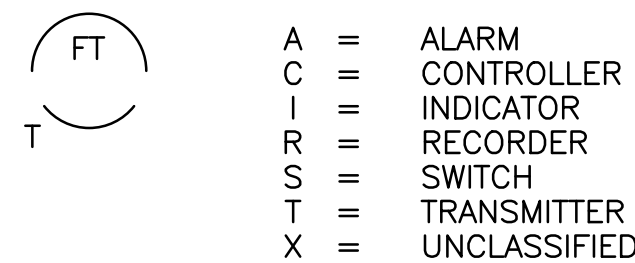 FT
T
A = ALARM
C = CONTROLLER
I = INDICATOR
R = RECORDER
S = SWITCH
T = TRANSMITTER
X = UNCLASSIFIED